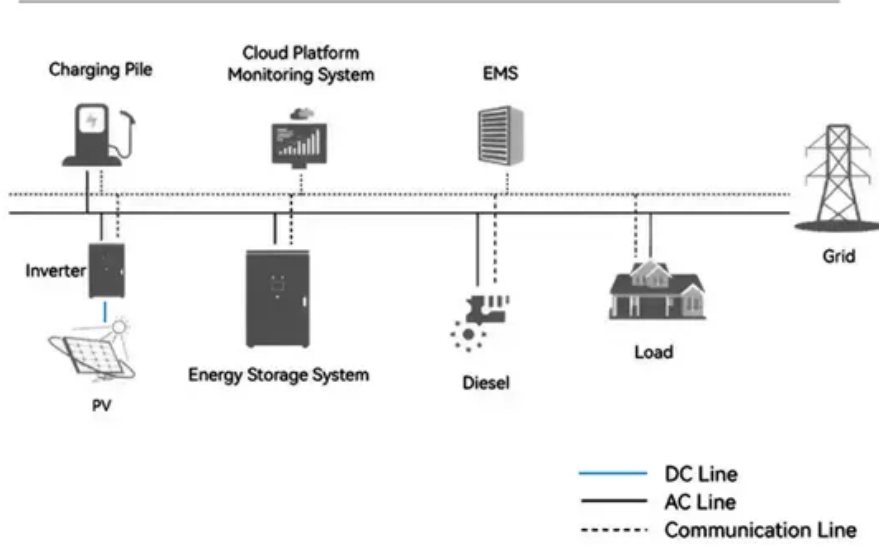 Charging Pile
Cloud Platform
Monitoring System
EMS
Grid
Inverter
Energy Storage System
Load
Diesel
PV
DC Line
AC Line
Communication Line